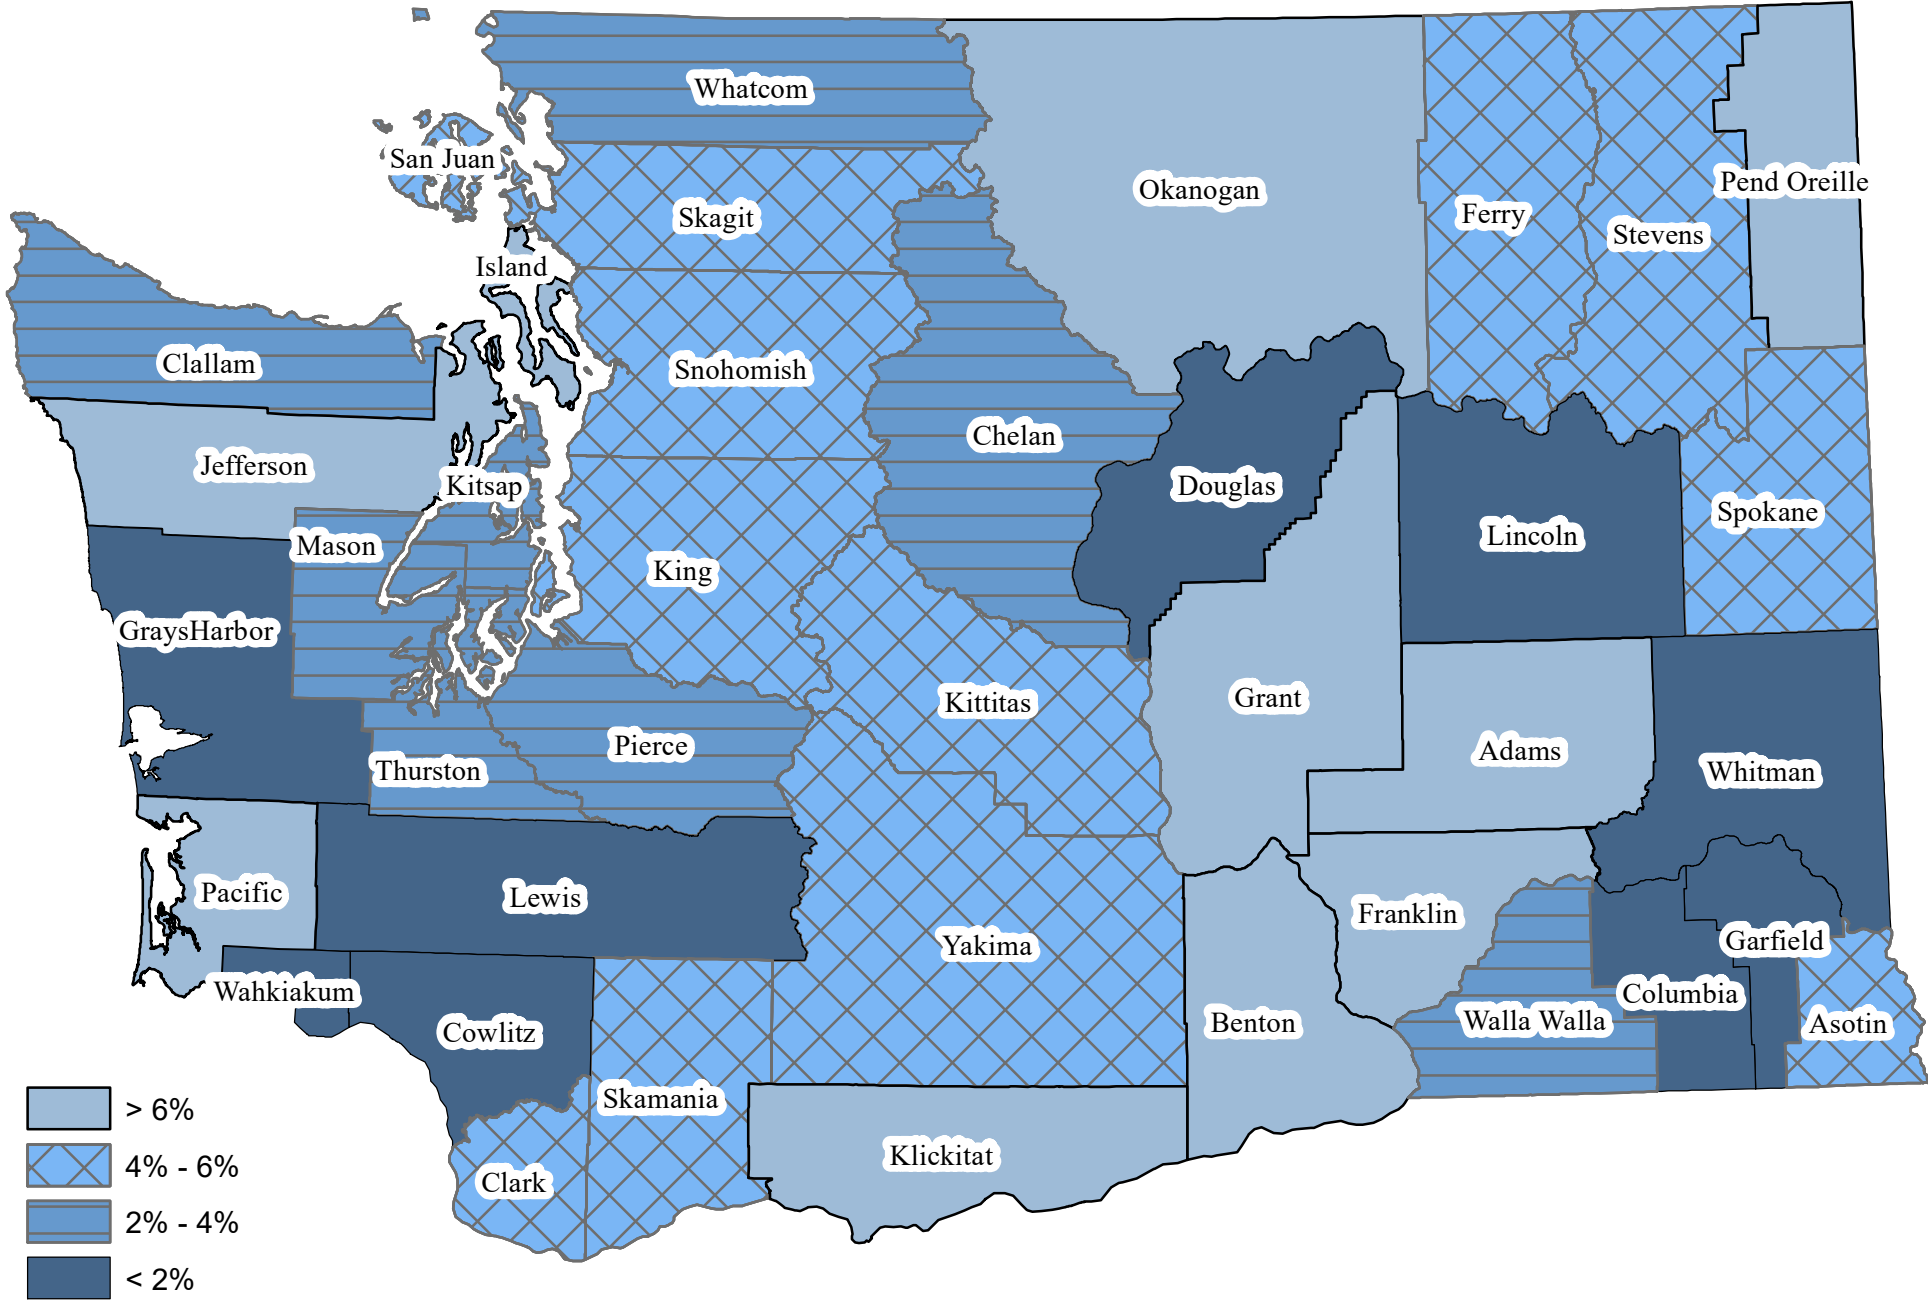 Whatcom
San Juan
Skagit
Okanogan
Ferry
Stevens
Pend Oreille
Island
Clallam
Snohomish
Chelan
Jefferson
Kitsap
Douglas
Lincoln
Spokane
Mason
King
GraysHarbor
Kittitas
Grant
Adams
Whitman
Thurston
Pierce
Pacific
Lewis
Yakima
Franklin
Garfield
Wahkiakum
Cowlitz
Benton
Walla Walla
Columbia
Asotin
Skamania
Clark
Klickitat
> 6%
4% - 6%
2% - 4%
< 2%